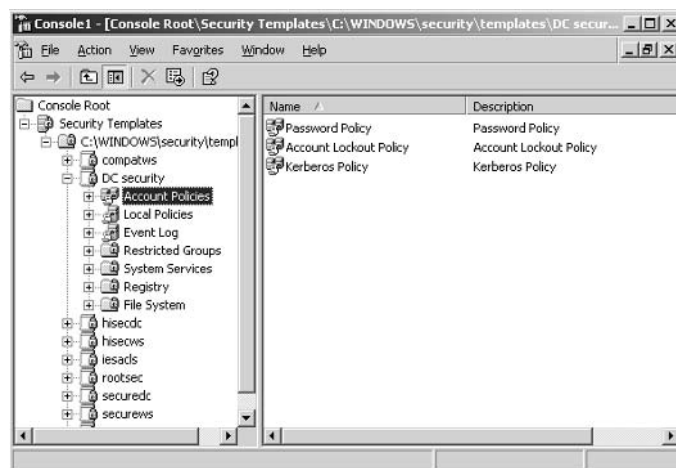 Console1 - [Console Root\Security Templates\C:\WINDOWS\security\templates\DC secur...
File Action View Favorites Window Help
Console Root
Security Templates
C:\WINDOWS\security\templ
compatws
DC security
Account Policies
Local Policies
Event Log
Restricted Groups
System Services
Registry
File System
hisecdc
hisecws
iesacls
rootsec
securedc
securews
Name Description
Password Policy Password Policy
Account Lockout Policy Account Lockout Policy
Kerberos Policy Kerberos Policy